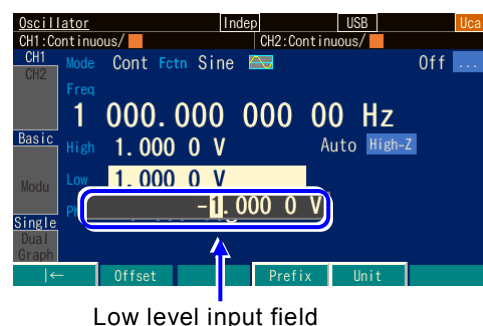 Oscillator Indep USB Uca
CH1:Continuous/ CH2:Continuous/
CH1 Mode Cont Fctn Sine Off ...
CH2
Freq
1 000.000 000 00 Hz
Basic High 1.000 0 V Auto High-Z
Modu Low 1.000 0 V
-1.000 0 V
Single
Dual
Graph
|← Offset Prefix Unit
Low level input field